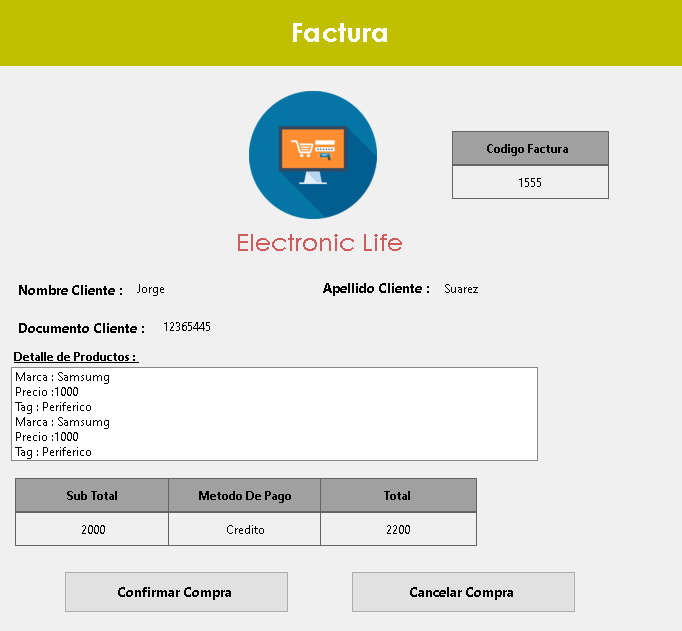 Factura
Codigo Factura
1555
Electronic Life
Nombre Cliente : Jorge Apellido Cliente : Suarez
Documento Cliente : 12365445
Detalle de Productos :
Marca : Samsumg
Precio :1000
Tag : Periferico
Marca : Samsumg
Precio :1000
Tag : Periferico
Sub Total Metodo De Pago Total
2000 Credito 2200
Confirmar Compra Cancelar Compra